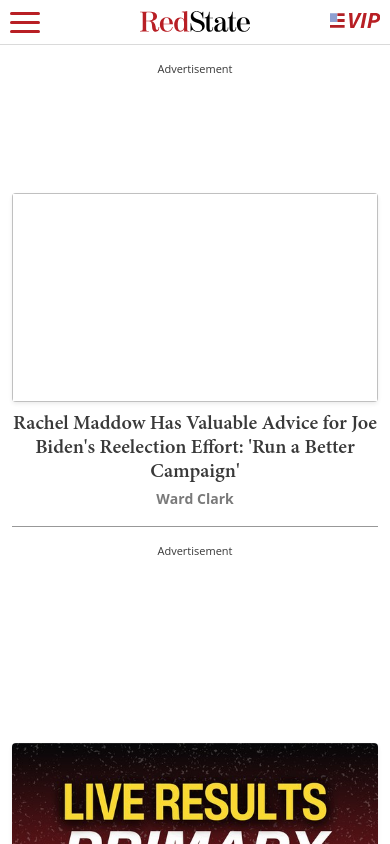 RedState
VIP
Advertisement
Rachel Maddow Has Valuable Advice for Joe
Biden's Reelection Effort: 'Run a Better
Campaign'
Ward Clark
Advertisement
LIVE RESULTS
PRIMARY